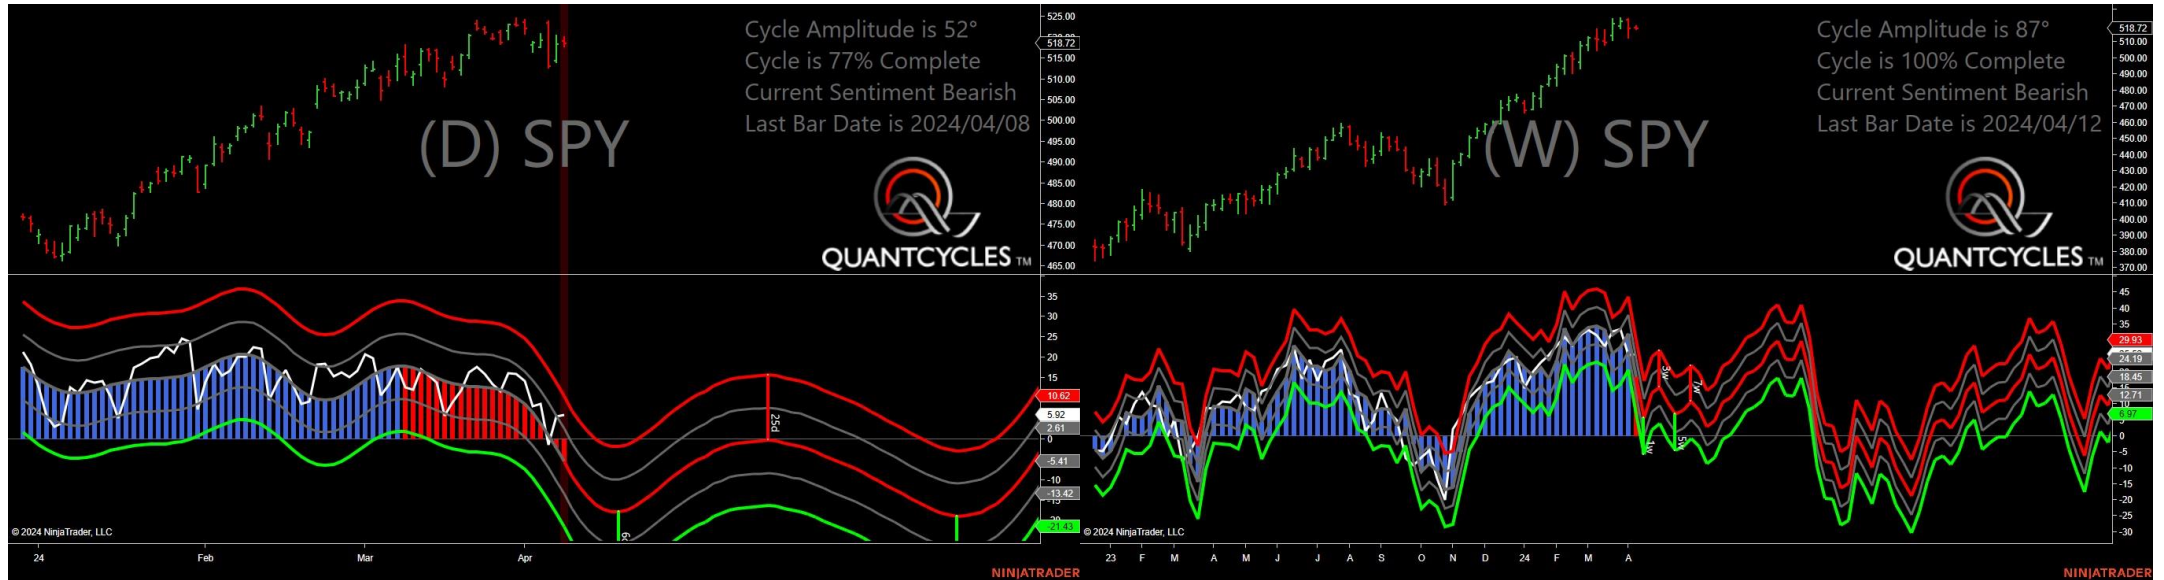 Cycle Amplitude is 52°
Cycle is 77% Complete
Current Sentiment Bearish
Last Bar Date is 2024/04/08
(D) SPY
QUANTCYCLES TM
525.00
518.72
515.00
510.00
505.00
500.00
495.00
490.00
485.00
480.00
475.00
470.00
465.00
35
30
25
20
15
10.62
5.92
2.61
0
-5.41
-10
-13.42
-21.43
25d
© 2024 NinjaTrader, LLC
24 Feb Mar Apr
NINJATRADER
Cycle Amplitude is 87°
Cycle is 100% Complete
Current Sentiment Bearish
Last Bar Date is 2024/04/12
(W) SPY
QUANTCYCLES TM
518.72
510.00
500.00
490.00
480.00
470.00
460.00
450.00
440.00
430.00
420.00
410.00
400.00
390.00
380.00
370.00
45
40
35
29.93
24.19
18.45
12.71
6.97
0
-5
-10
-15
-20
-25
-30
3w
7w
1w
© 2024 NinjaTrader, LLC
23 F M A M J J A S O N D 24 F M A
NINJATRADER